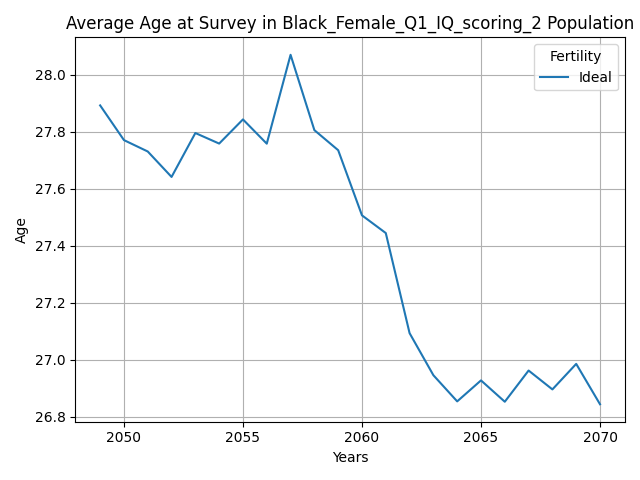 Average Age at Survey in Black_Female_Q1_IQ_scoring_2 Population
Fertility
Ideal
28.0
27.8
27.6
27.4
27.2
27.0
26.8
Age
2050 2055 2060 2065 2070
Years